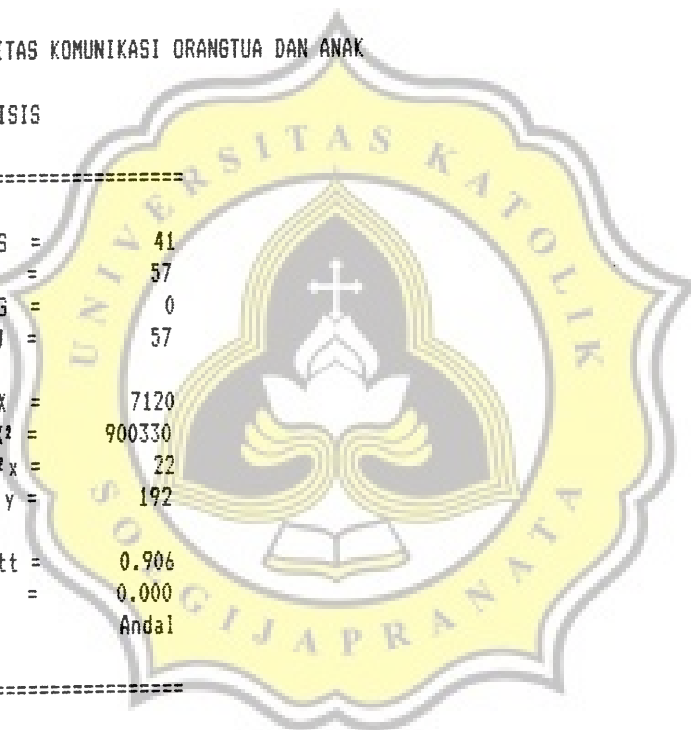 ITAS KOMUNIKASI ORANGTUA DAN ANAK
ISIS
================
S = 41
= 57
G = 0
J = 57
X = 7120
X² = 900330
²x = 22
y = 192
tt = 0.906
= 0.000
Andal
================
UNIVERSITAS KATOLIK
SOEGIJAPRANATA